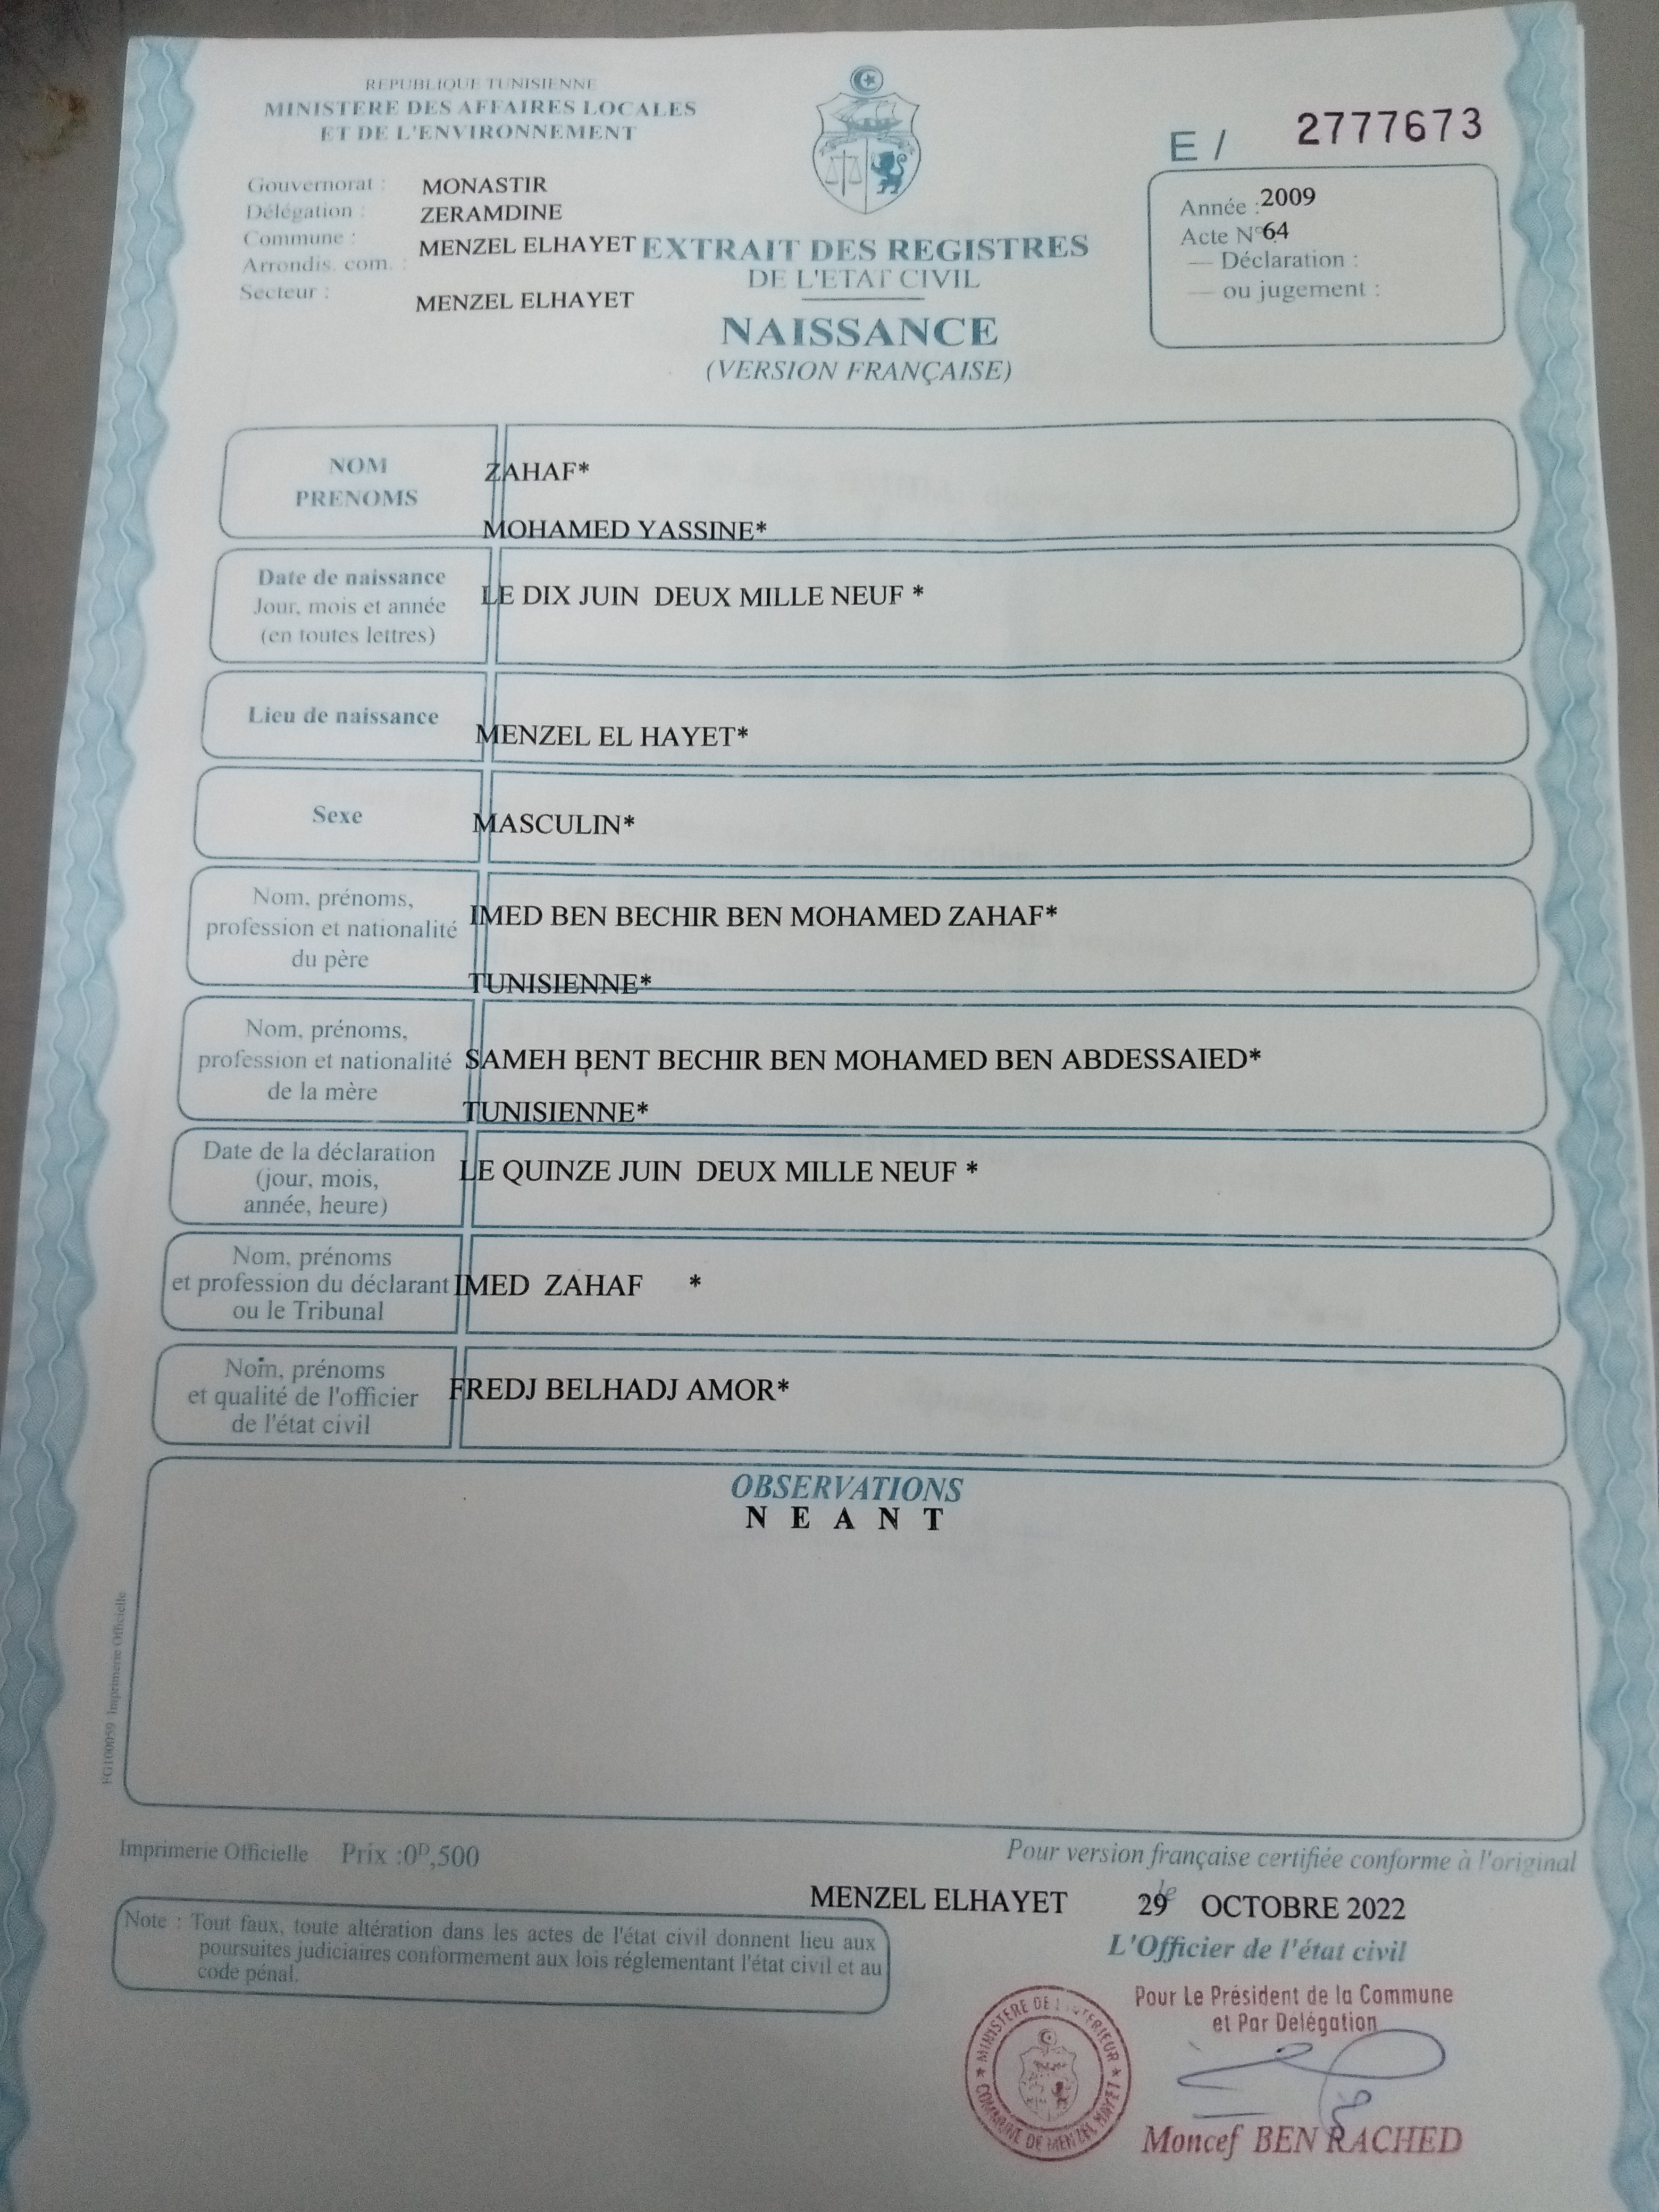 REPUBLIQUE TUNISIENNE
MINISTERE DES AFFAIRES LOCALES
ET DE L'ENVIRONNEMENT
Gouvernorat : MONASTIR
Délégation : ZERAMDINE
Commune : MENZEL ELHAYET
Arrondis. com. :
Secteur : MENZEL ELHAYET
E / 2777673
Année : 2009
Acte N° 64
— Déclaration :
— ou jugement :
EXTRAIT DES REGISTRES
DE L'ETAT CIVIL
NAISSANCE
(VERSION FRANÇAISE)
NOM ZAHAF*
PRENOMS MOHAMED YASSINE*
Date de naissance
Jour, mois et année
(en toutes lettres)
LE DIX JUIN DEUX MILLE NEUF *
Lieu de naissance
MENZEL EL HAYET*
Sexe
MASCULIN*
Nom, prénoms,
profession et nationalité
du père
IMED BEN BECHIR BEN MOHAMED ZAHAF*
TUNISIENNE*
Nom, prénoms,
profession et nationalité
de la mère
SAMEH BENT BECHIR BEN MOHAMED BEN ABDESSAIED*
TUNISIENNE*
Date de la déclaration
(jour, mois,
année, heure)
LE QUINZE JUIN DEUX MILLE NEUF *
Nom, prénoms
et profession du déclarant
ou le Tribunal
IMED ZAHAF *
Nom, prénoms
et qualité de l'officier
de l'état civil
FREDJ BELHADJ AMOR*
OBSERVATIONS
N E A N T
EG100059 Imprimerie Officielle
Imprimerie Officielle Prix :0ᴰ,500
Pour version française certifiée conforme à l'original
MENZEL ELHAYET le 29 OCTOBRE 2022
Note : Tout faux, toute altération dans les actes de l'état civil donnent lieu aux
poursuites judiciaires conformement aux lois réglementant l'état civil et au
code pénal.
L'Officier de l'état civil
Pour Le Président de la Commune
et Par Delégation
MINISTERE DE L'INTERIEUR
COMMUNE DE MENZEL HAYET
Moncef BEN RACHED